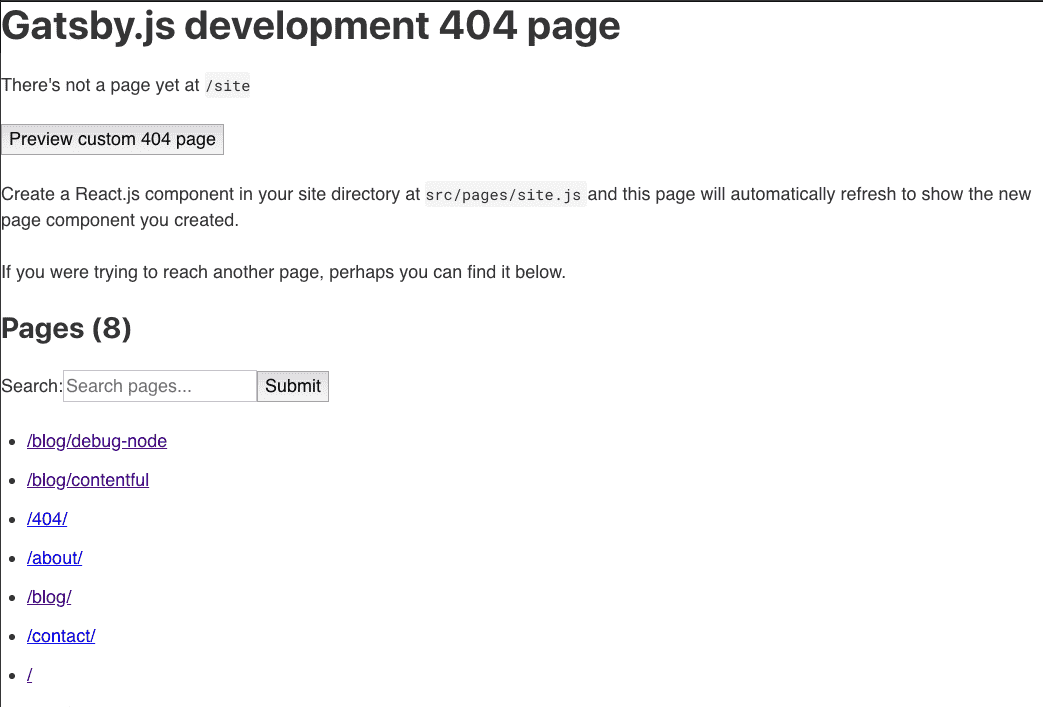 Gatsby.js development 404 page
There's not a page yet at /site
Preview custom 404 page
Create a React.js component in your site directory at src/pages/site.js and this page will automatically refresh to show the new
page component you created.
If you were trying to reach another page, perhaps you can find it below.
Pages (8)
Search: Search pages... Submit
/blog/debug-node
/blog/contentful
/404/
/about/
/blog/
/contact/
/